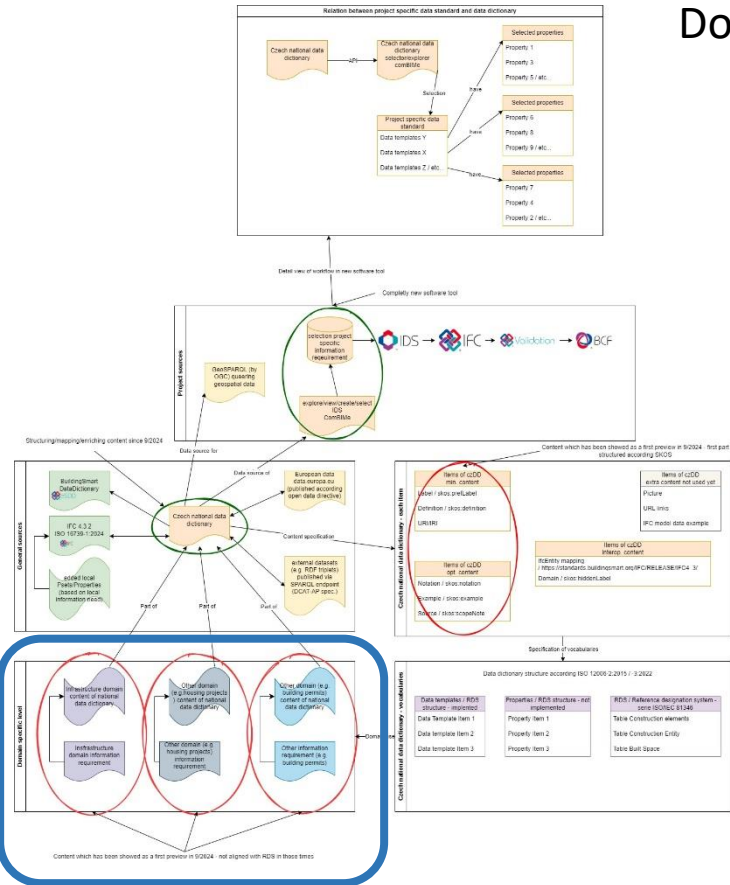 Relation between project specific data standard and data dictionary
Do
Czech national data
dictionary
API
Czech national data
dictionary
selector/explorer
comBIMe
Selection
Project specific data
standard
Data templates Y
Data templates X
Data templates Z / etc...
have
have
have
Selected properties
Property 1
Property 3
Property 5 / etc..
Selected properties
Property 6
Property 8
Property 9 / etc...
Selected properties
Property 7
Property 4
Property 2 / etc...
Detail view of workflow in new software tool
Completly new software tool
Project sources
GeoSPARQL (by
OGC) quering
geospatial data
selection project
specific
information
reqeuirement
explore/view/create/select
IDS
ComBIMe
IDS
IFC
Validation
BCF
Structuring/mapping/enriching content since 9/2024
Data source for
Data source of
Content which has been showed as a first preview in 9/2024 - first part
structured according SKOS
General sources
BuildingSmart
DataDictionary
IFC 4.3.2
ISO 16739-1:2024
added local
Psets/Properties
(based on local
information needs
Czech national data
dictionary
European data
data.europa.eu
(published according
open data directive)
external datasets
(e.g. RDF triplets)
published via
SPARQL endpoint
(DCAT-AP spec.)
Content specification
Part of
Part of
Part of
Czech national data dictionary - each item
Items of czDD
min. content
Label / skos:prefLabel
Definition / skos:definition
URI/IRI
Items of czDD
opt. content
Notation / skos:notation
Example / skos:example
Source / skos:scopeNote
Items of czDD
extra content not used yet
Picture
URL links
IFC model data example
Items of czDD
interop. content
IfcEntity mapping
/ https://standards.buildingsmart.org/IFC/RELEASE/IFC4_3/
Domain / skos:hiddenLabel
Specification of vocabularies
Domain specific level
Infrastructure domain
content of national
data dictionary
Insfrastructure
domain information
requirement
Other domain
(e.g.housing projects
) content of national
data dictionary
Other domain (e.g.
housing projects)
information
requirement
Other domain (e.g.
building permits)
content of national
data dictionary
Other information
requirement (e.g.
building permits)
Czech national data dictionary - vocabularies
Data dictionary structure according ISO 12006-2:2015 / -3:2022
Data templates / RDS
structure - implemented
Data Template Item 1
Data Template Item 2
Data Template Item 3
Properties / RDS structure - not
implemented
Property Item 1
Property Item 2
Property Item 3
RDS / Reference designation system -
serie ISO/IEC 81346
Table Construction elements
Table Construction Entity
Table Built Space
Content which has been showed as a first preview in 9/2024 - not aligned with RDS in those times